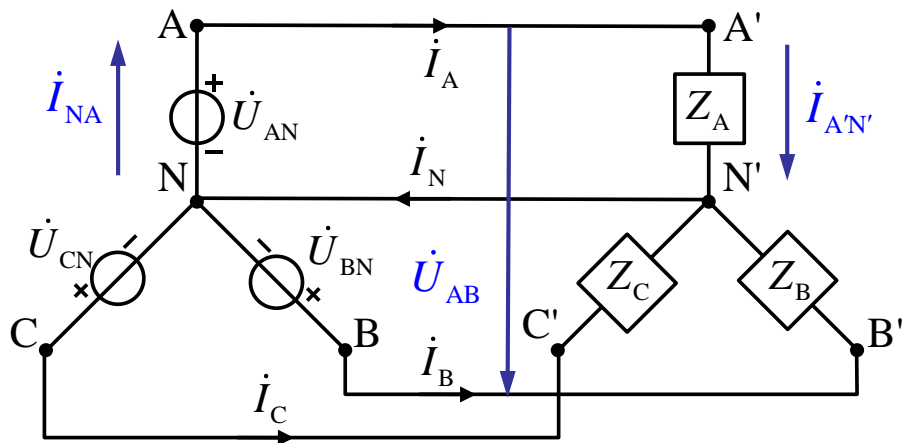 A A'
İ_A
İ_NA
+
U̇_AN
Z_A
İ_A'N'
−
N İ_N N'
U̇_CN − − U̇_BN
+ +
U̇_AB
Z_C Z_B
C B C' B'
İ_B
İ_C